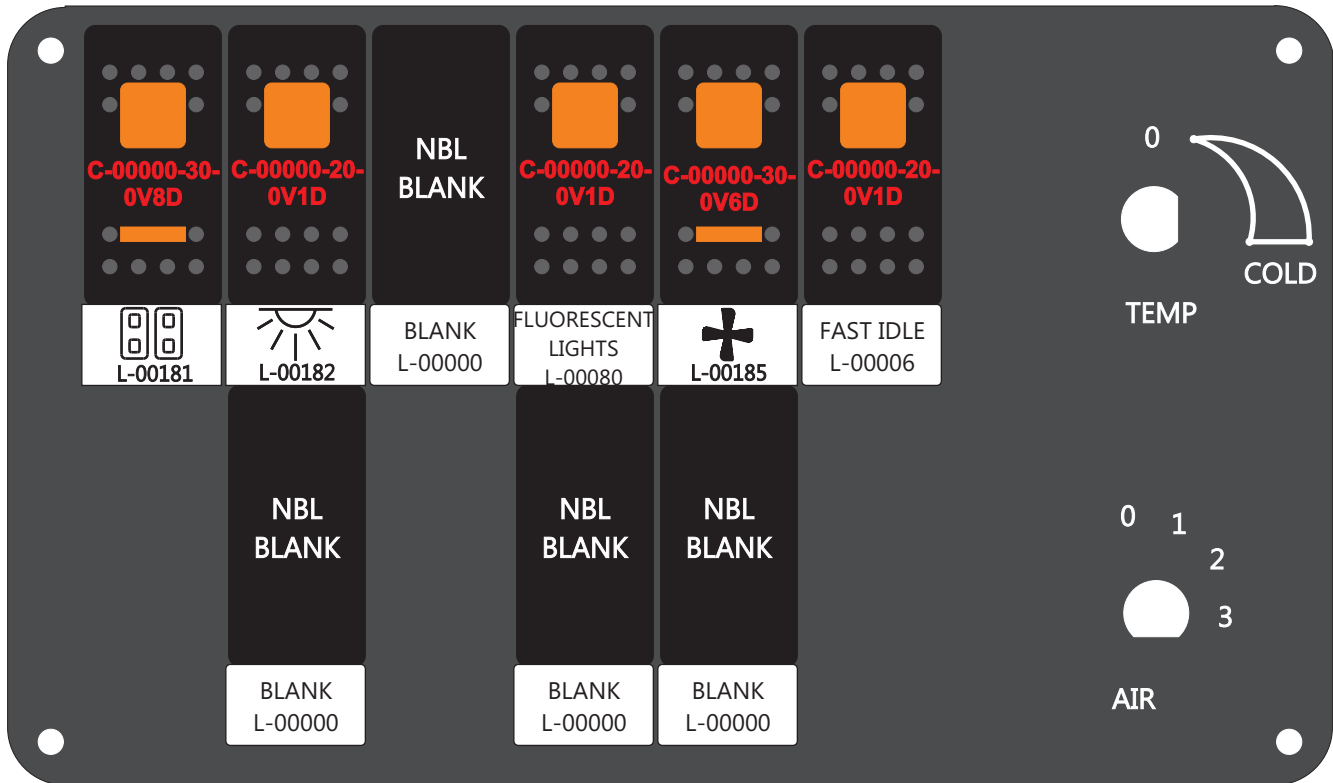 C-00000-30-
0V8D
L-00181
C-00000-20-
0V1D
L-00182
NBL
BLANK
BLANK
L-00000
C-00000-20-
0V1D
FLUORESCENT
LIGHTS
L-00080
C-00000-30-
0V6D
L-00185
C-00000-20-
0V1D
FAST IDLE
L-00006
0
COLD
TEMP
NBL
BLANK
BLANK
L-00000
NBL
BLANK
BLANK
L-00000
NBL
BLANK
BLANK
L-00000
0
1
2
3
AIR